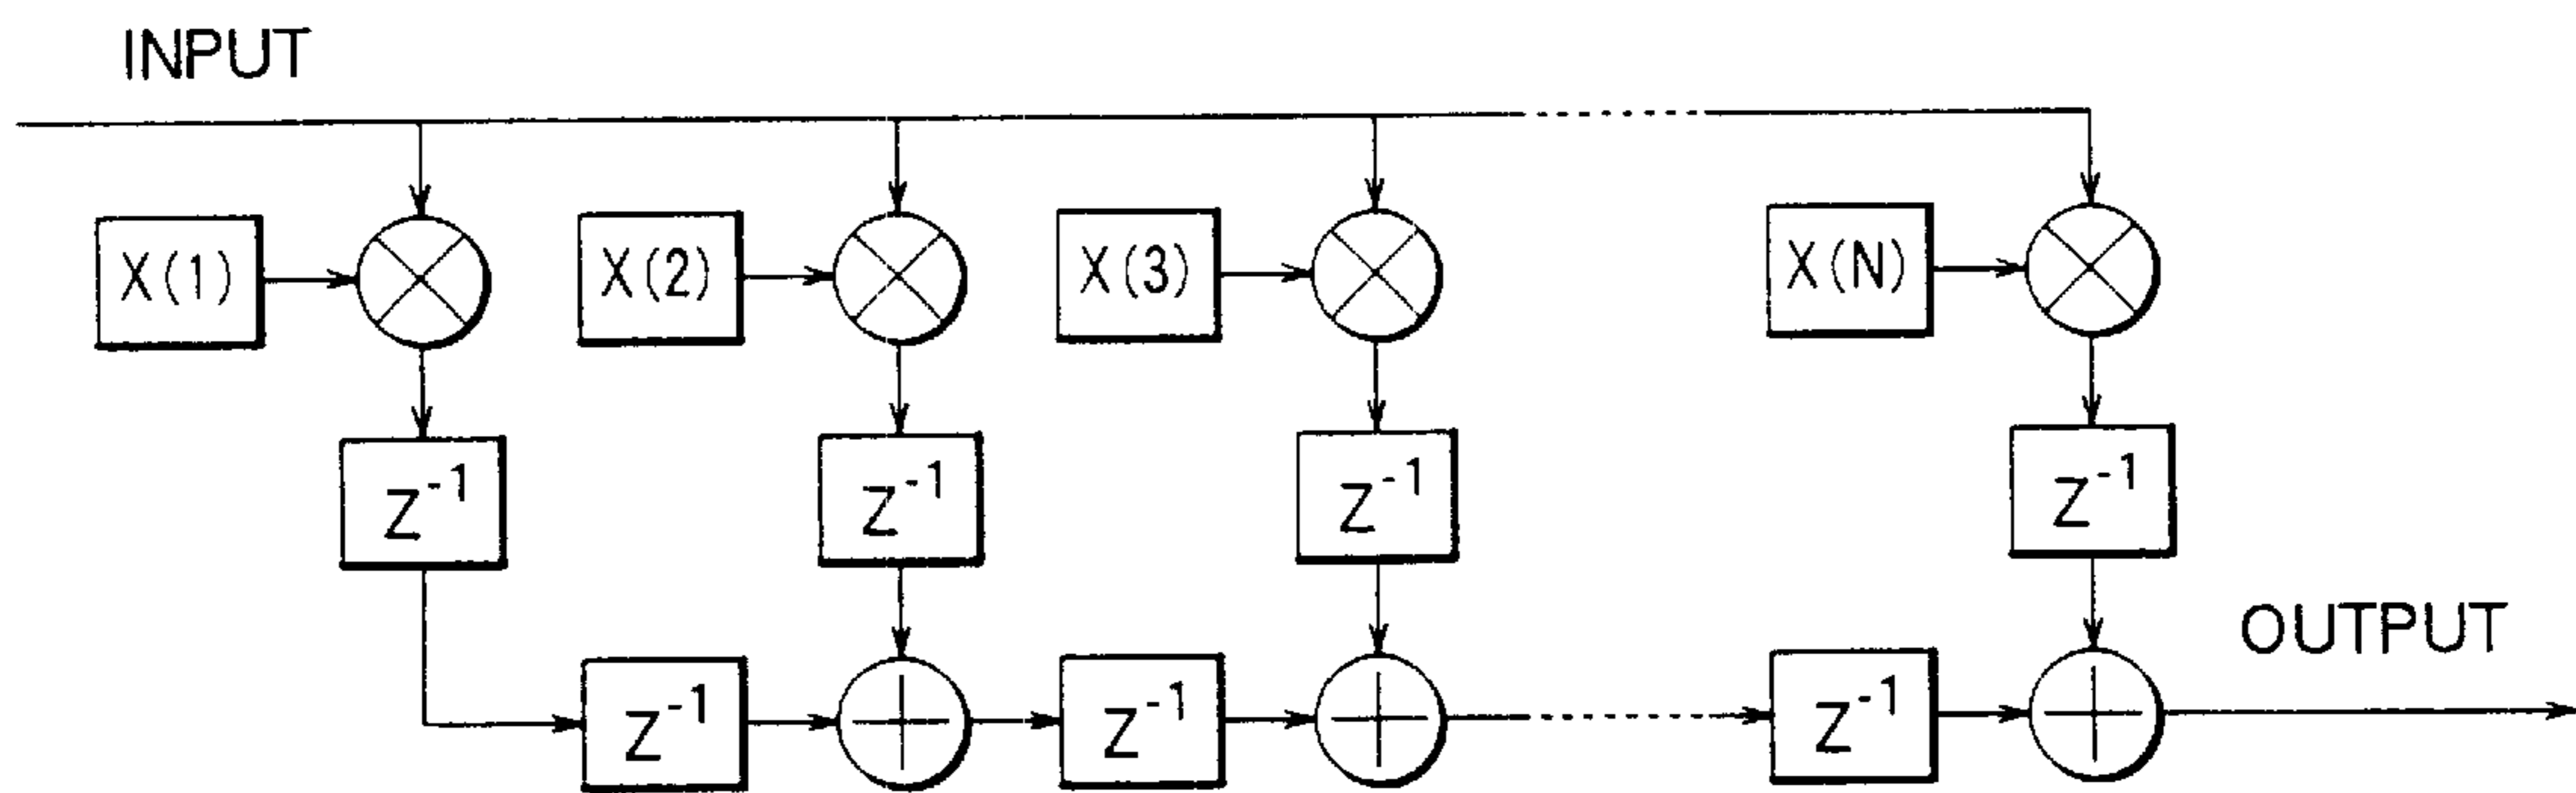 INPUT
X(1) X(2) X(3) X(N)
Z⁻¹ Z⁻¹ Z⁻¹ Z⁻¹
OUTPUT
Z⁻¹ Z⁻¹ Z⁻¹